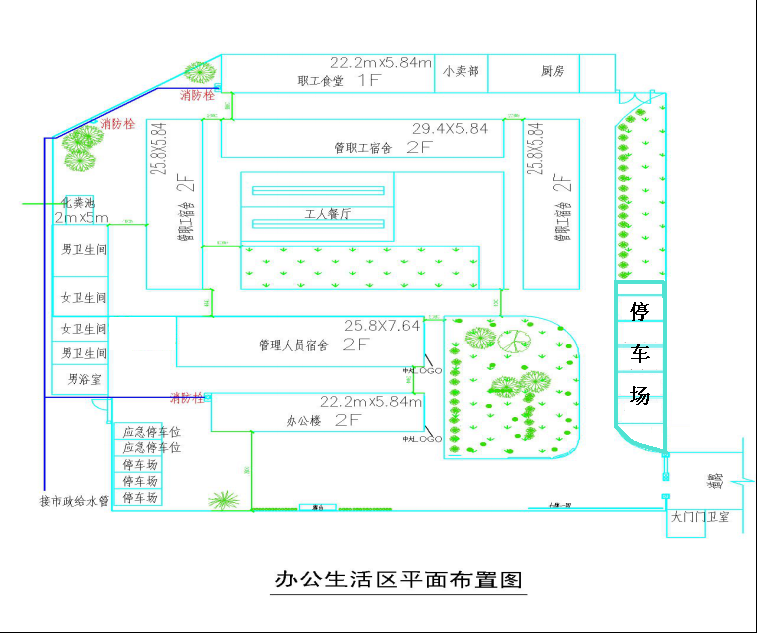 22.2mx5.84m
职工食堂 1F
小卖部
厨房
消防栓
消防栓
29.4X5.84
管职工宿舍 2F
25.8X5.84
管职工宿舍 2F
25.8X5.84
管职工宿舍 2F
化粪池
2mx5m
工人餐厅
男卫生间
女卫生间
女卫生间
男卫生间
男浴室
25.8X7.64
管理人员宿舍 2F
LOGO
停
车
场
消防栓
22.2mx5.84m
办公楼 2F
LOGO
应急停车位
应急停车位
停车场
停车场
停车场
接市政给水管
大门门卫室
办公生活区平面布置图